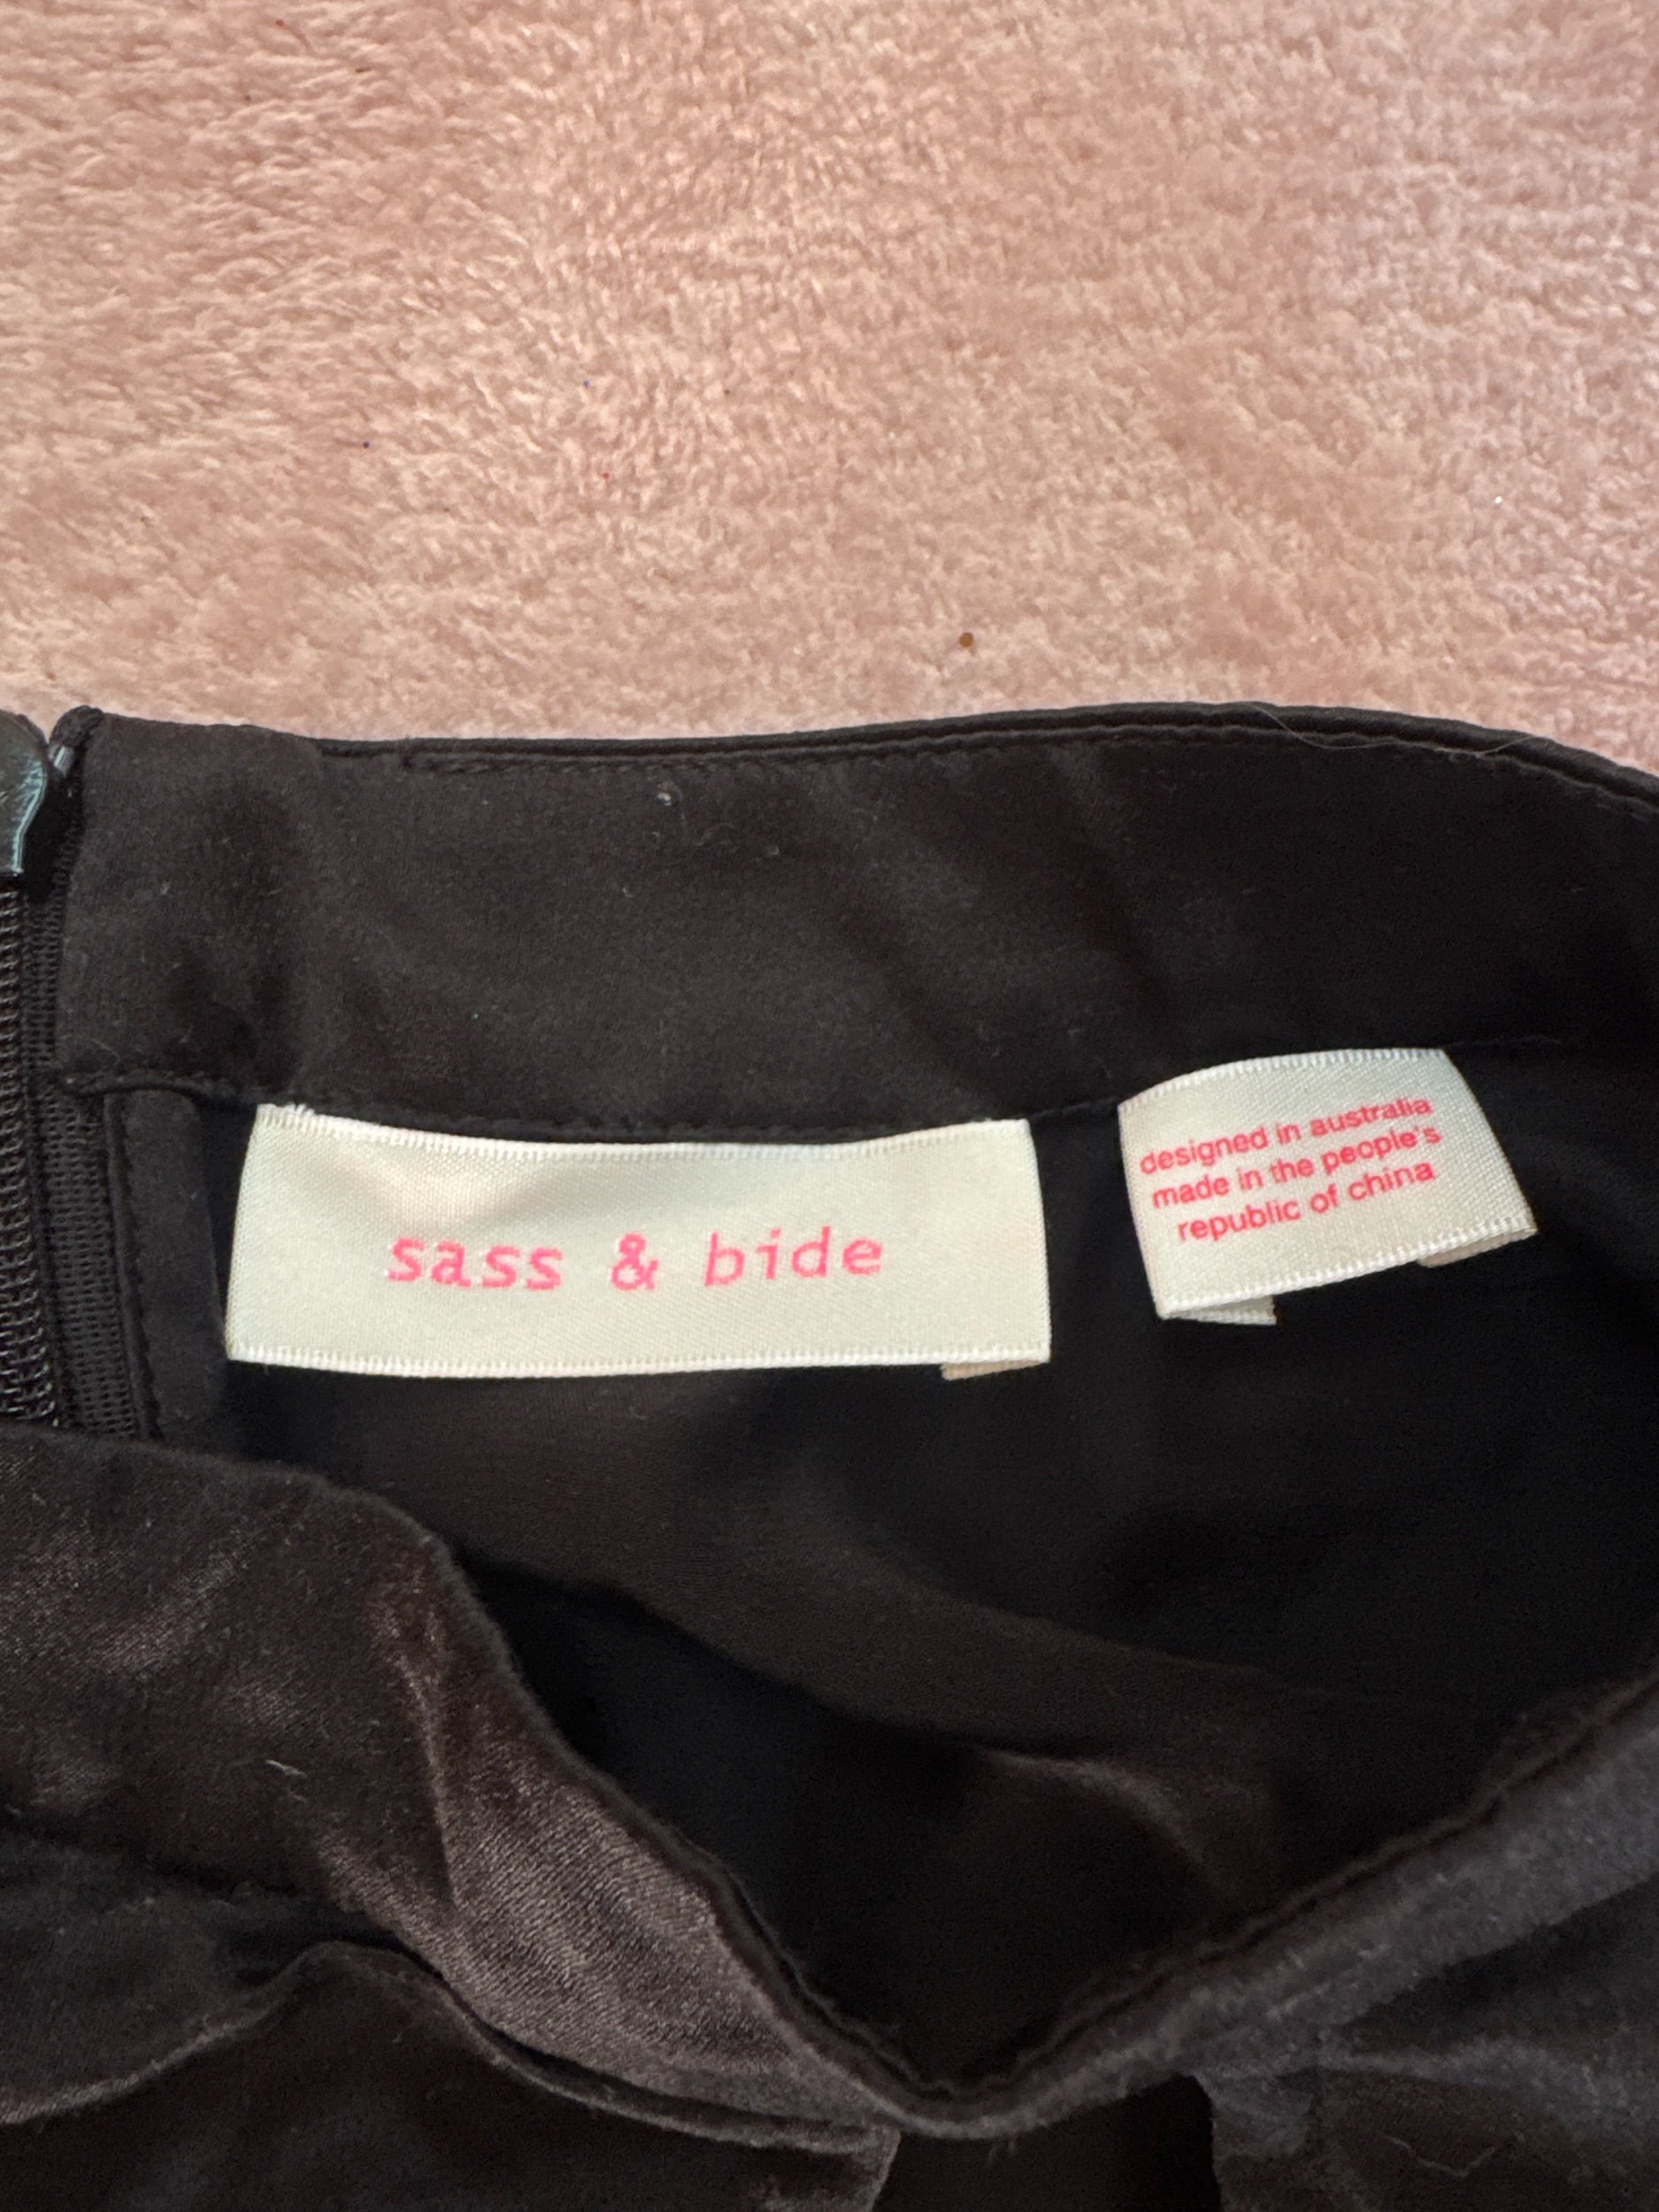 sass & bide
designed in australia
made in the people's
republic of china